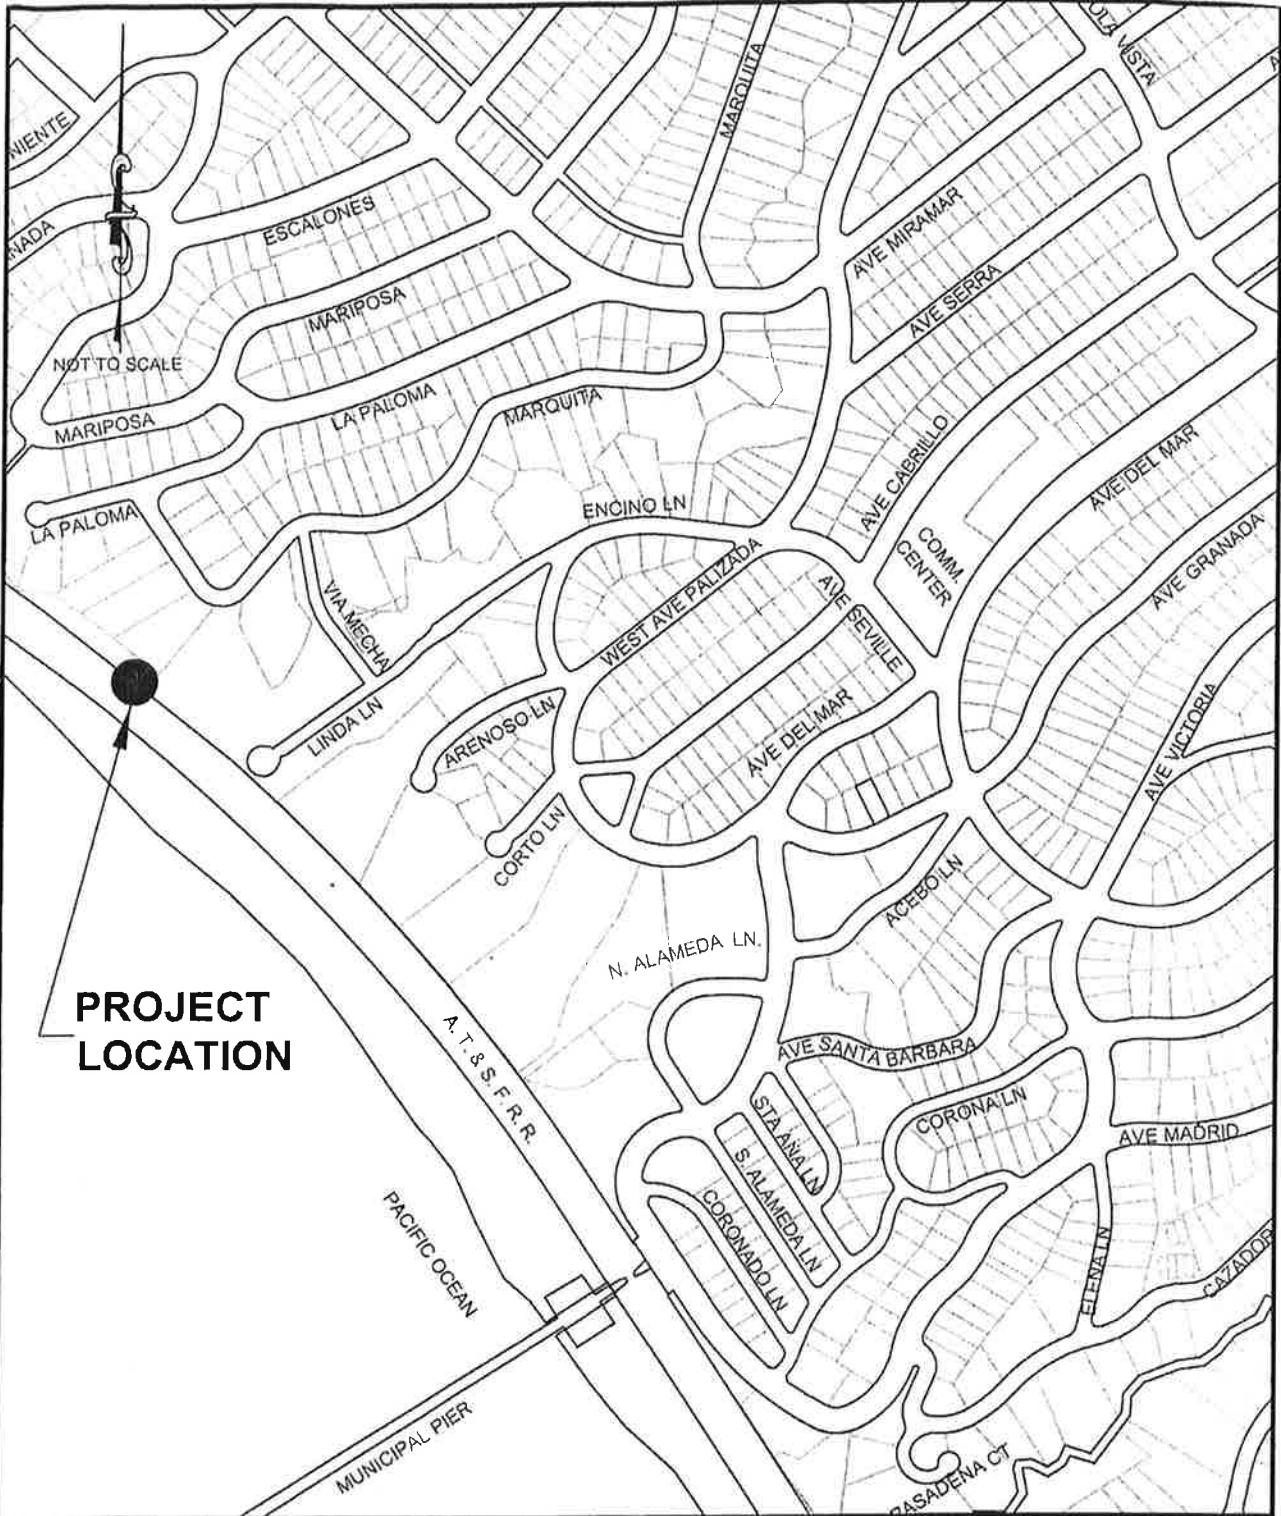 OLA VISTA
MARQUITA
NIENTE
ESCALONES
NADA
AVE MIRAMAR
AVE SERRA
MARIPOSA
NOT TO SCALE
LA PALOMA
MARQUITA
MARIPOSA
AVE CABRILLO
AVE DEL MAR
ENCINO LN
LA PALOMA
COMM.
CENTER
AVE GRANADA
WEST AVE PALIZADA
AVE SEVILLE
VIA MECHA
LINDA LN
ARENOSO LN
AVE DEL MAR
AVE VICTORIA
CORTO LN
ACEBO LN
N. ALAMEDA LN.
PROJECT
LOCATION
A. T. & S. F. R. R.
AVE SANTA BARBARA
STA ANA LN
CORONA LN
AVE MADRID
S. ALAMEDA LN
CORONADO LN
PACIFIC OCEAN
ELENA LN
CAZADOR
MUNICIPAL PIER
PASADENA CT